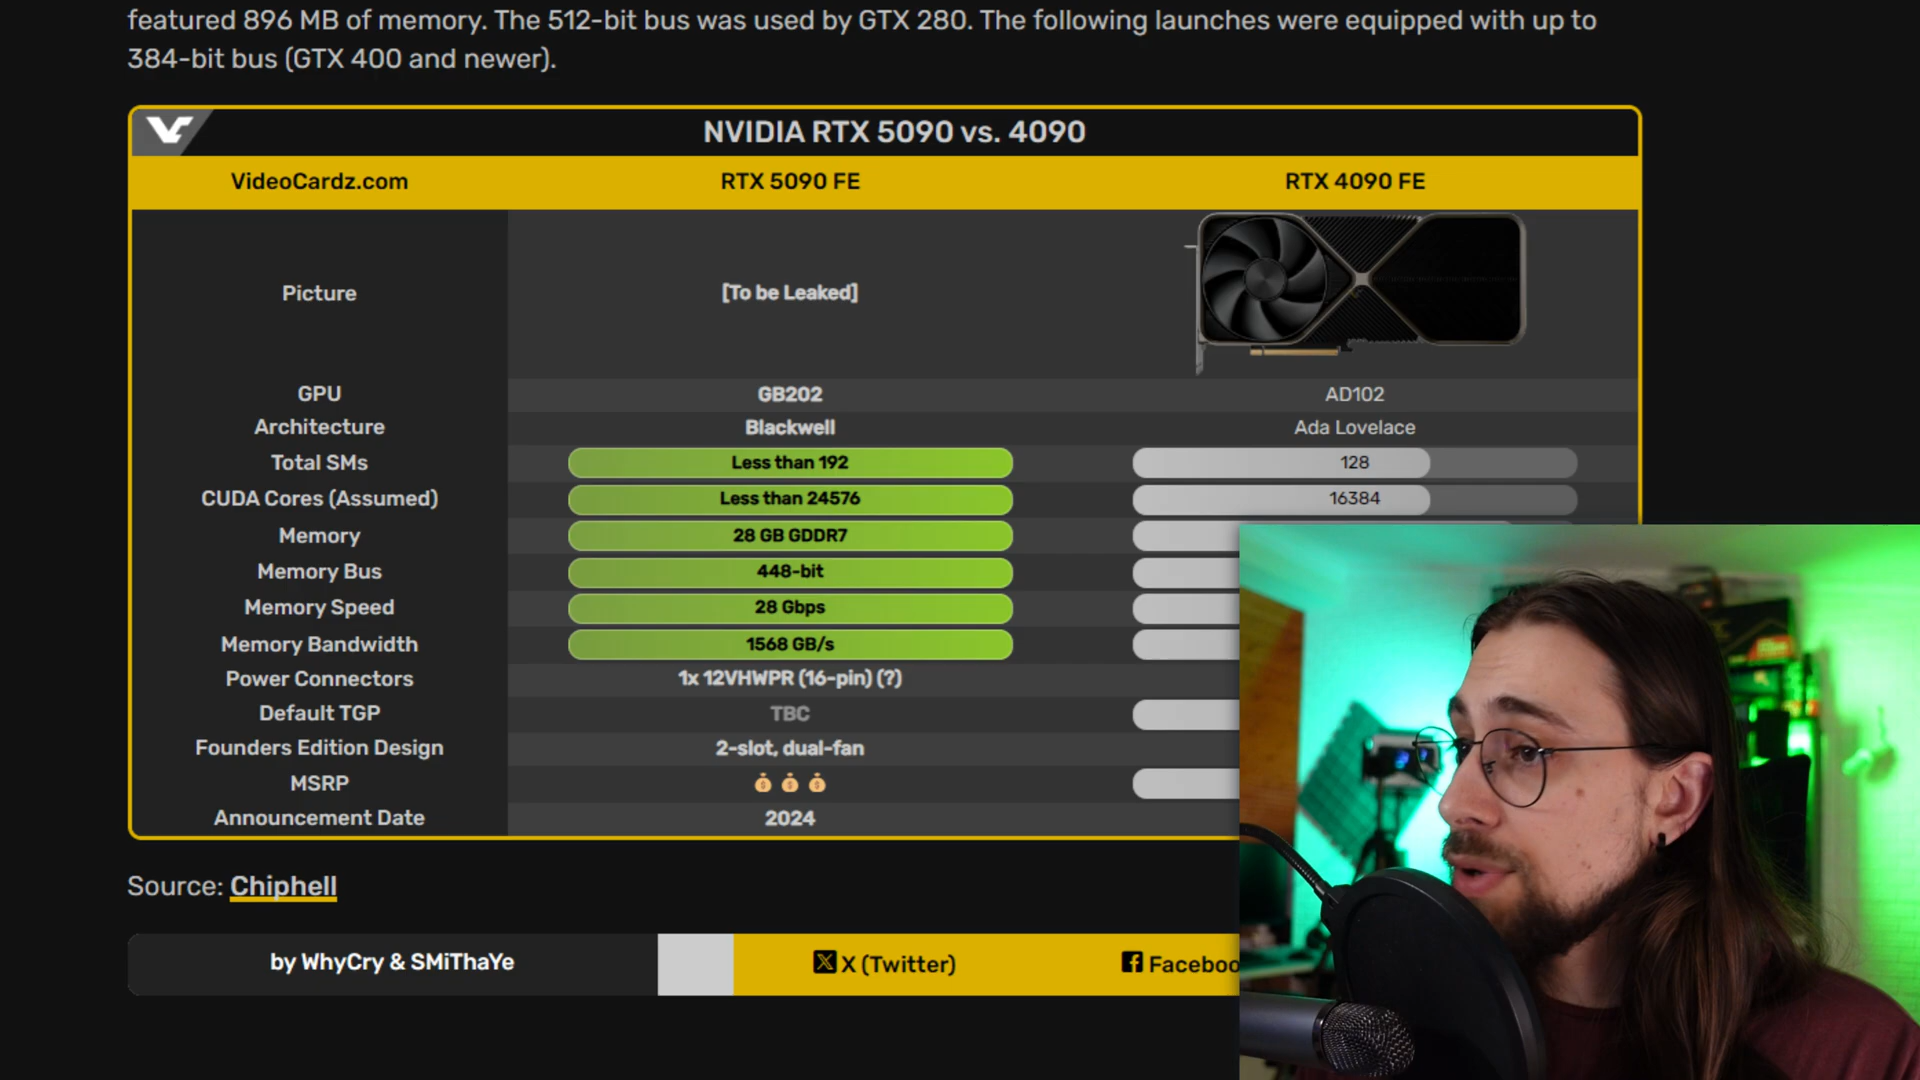 featured 896 MB of memory. The 512-bit bus was used by GTX 280. The following launches were equipped with up to
384-bit bus (GTX 400 and newer).
NVIDIA RTX 5090 vs. 4090
VideoCardz.com RTX 5090 FE RTX 4090 FE
Picture [To be Leaked]
GPU GB202 AD102
Architecture Blackwell Ada Lovelace
Total SMs Less than 192 128
CUDA Cores (Assumed) Less than 24576 16384
Memory 28 GB GDDR7
Memory Bus 448-bit
Memory Speed 28 Gbps
Memory Bandwidth 1568 GB/s
Power Connectors 1x 12VHWPR (16-pin) (?)
Default TGP TBC
Founders Edition Design 2-slot, dual-fan
MSRP
Announcement Date 2024
Source: Chiphell
by WhyCry & SMiThaYe X (Twitter) Faceboo